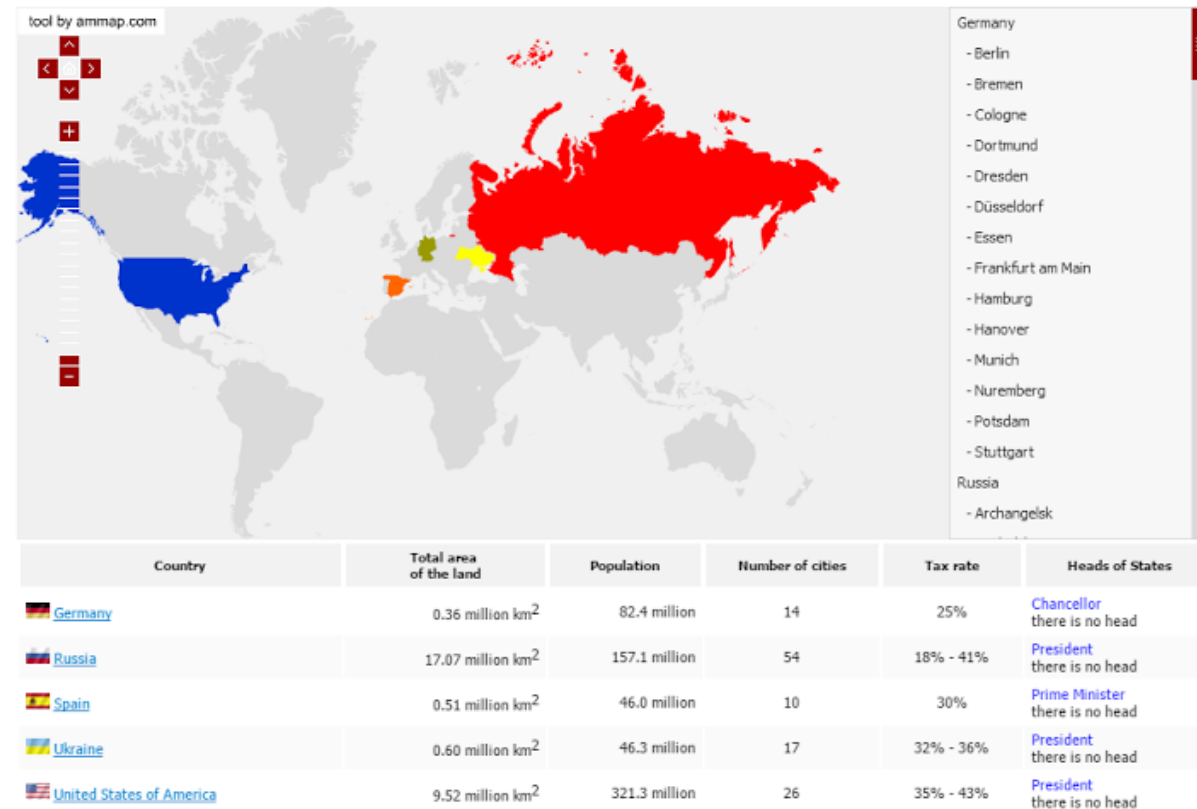 tool by ammap.com
Germany
- Berlin
- Bremen
- Cologne
- Dortmund
- Dresden
- Düsseldorf
- Essen
- Frankfurt am Main
- Hamburg
- Hanover
- Munich
- Nuremberg
- Potsdam
- Stuttgart
Russia
- Archangelsk
Country
Total area
of the land
Population
Number of cities
Tax rate
Heads of States
Germany 0.36 million km2 82.4 million 14 25% Chancellor
there is no head
Russia 17.07 million km2 157.1 million 54 18% - 41% President
there is no head
Spain 0.51 million km2 46.0 million 10 30% Prime Minister
there is no head
Ukraine 0.60 million km2 46.3 million 17 32% - 36% President
there is no head
United States of America 9.52 million km2 321.3 million 26 35% - 43% President
there is no head